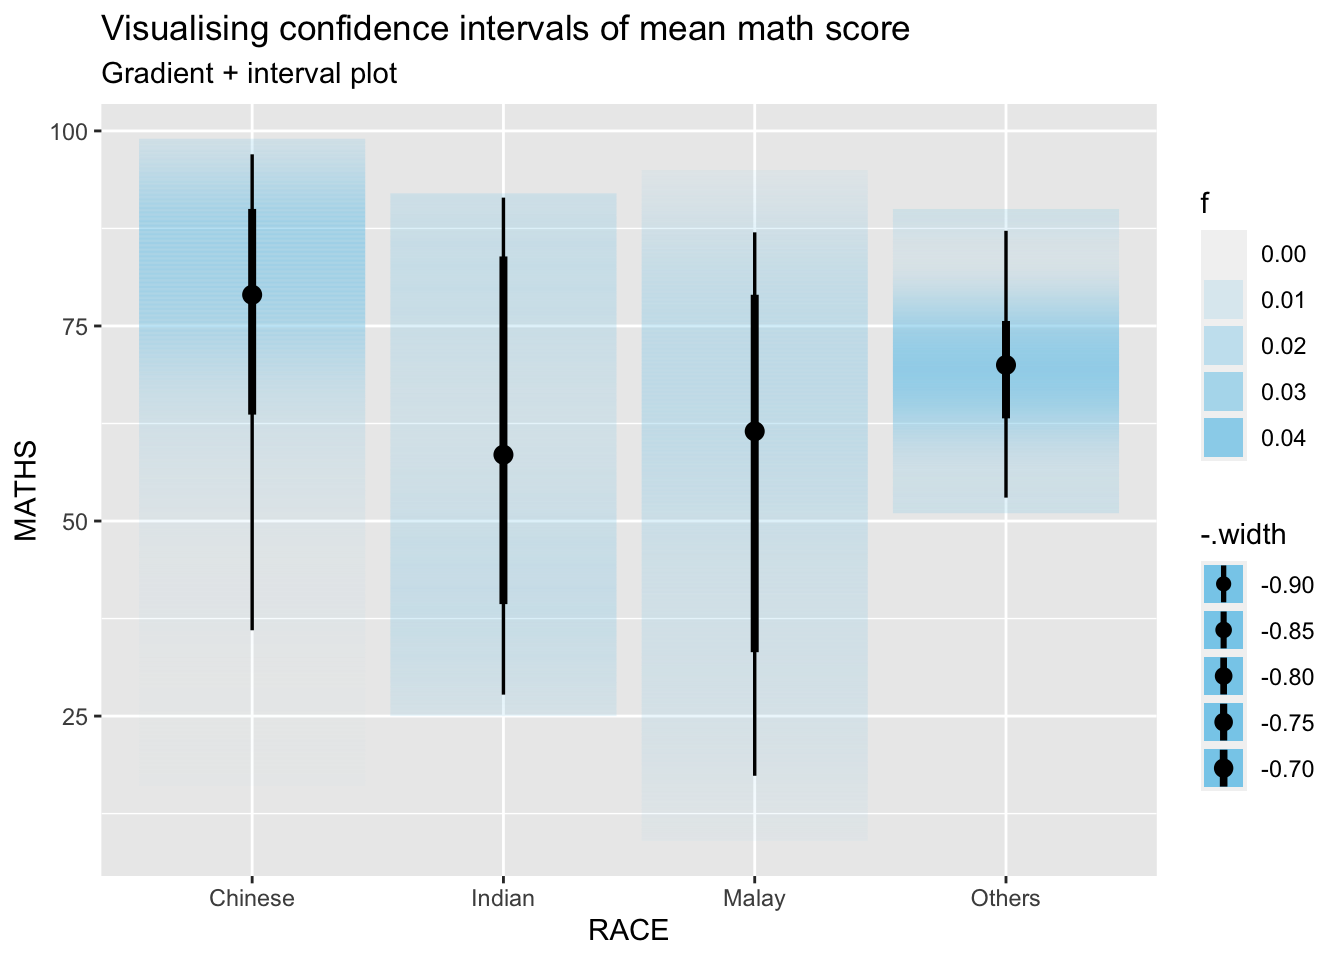 Visualising confidence intervals of mean math score
Gradient + interval plot
MATHS
100
75
50
25
Chinese
Indian
Malay
Others
RACE
f
0.00
0.01
0.02
0.03
0.04
-.width
-0.90
-0.85
-0.80
-0.75
-0.70